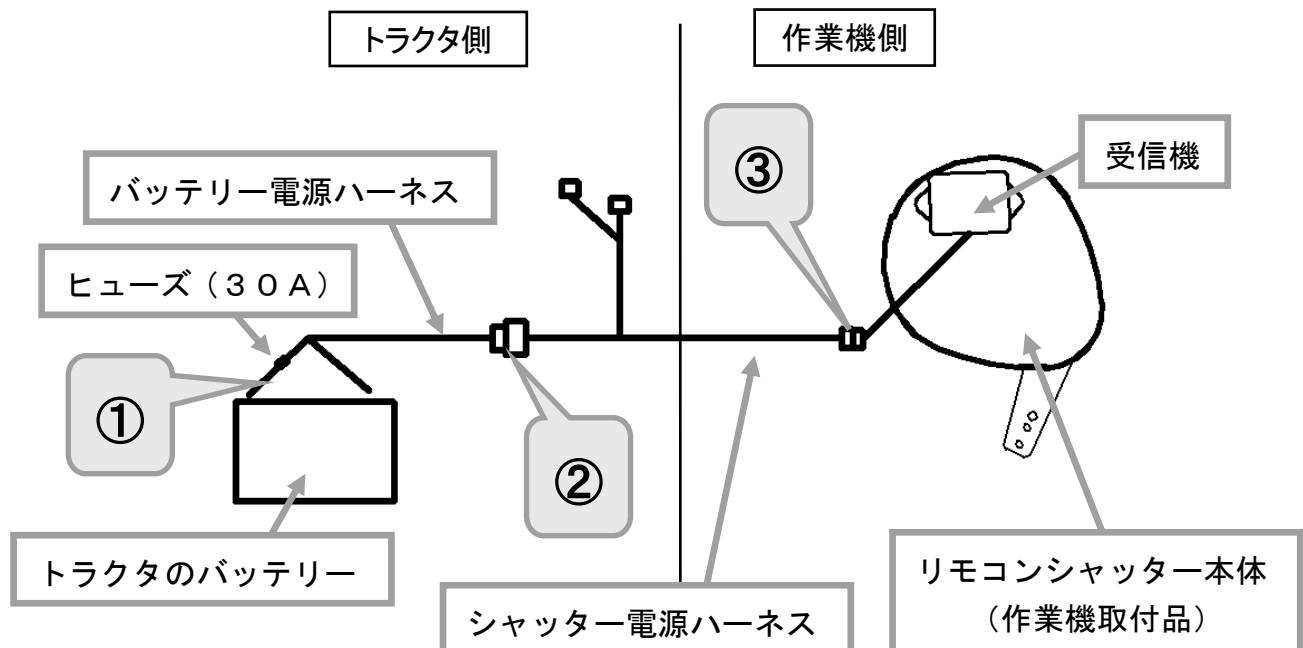 トラクタ側
作業機側
③
受信機
バッテリー電源ハーネス
ヒューズ（３０Ａ）
①
②
トラクタのバッテリー
シャッター電源ハーネス
リモコンシャッター本体
（作業機取付品）